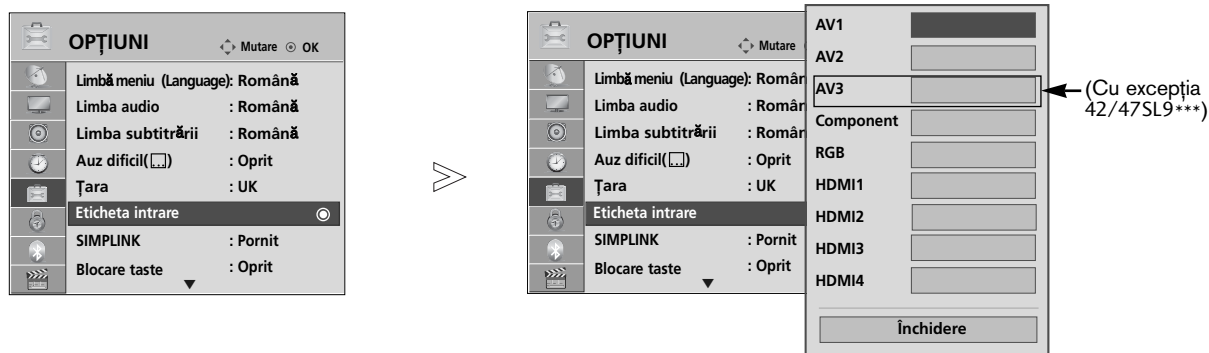 OPȚIUNI
Mutare OK
Limbă meniu (Language): Română
Limba audio : Română
Limba subtitrării : Română
Auz dificil( ) : Oprit
Țara : UK
Eticheta intrare
SIMPLINK : Pornit
Blocare taste : Oprit
OPȚIUNI
Mutare
Limbă meniu (Language): Român
Limba audio : Român
Limba subtitrării : Român
Auz dificil( ) : Oprit
Țara : UK
Eticheta intrare
SIMPLINK : Pornit
Blocare taste : Oprit
AV1
AV2
AV3
Component
RGB
HDMI1
HDMI2
HDMI3
HDMI4
Închidere
(Cu excepția
42/47SL9***)